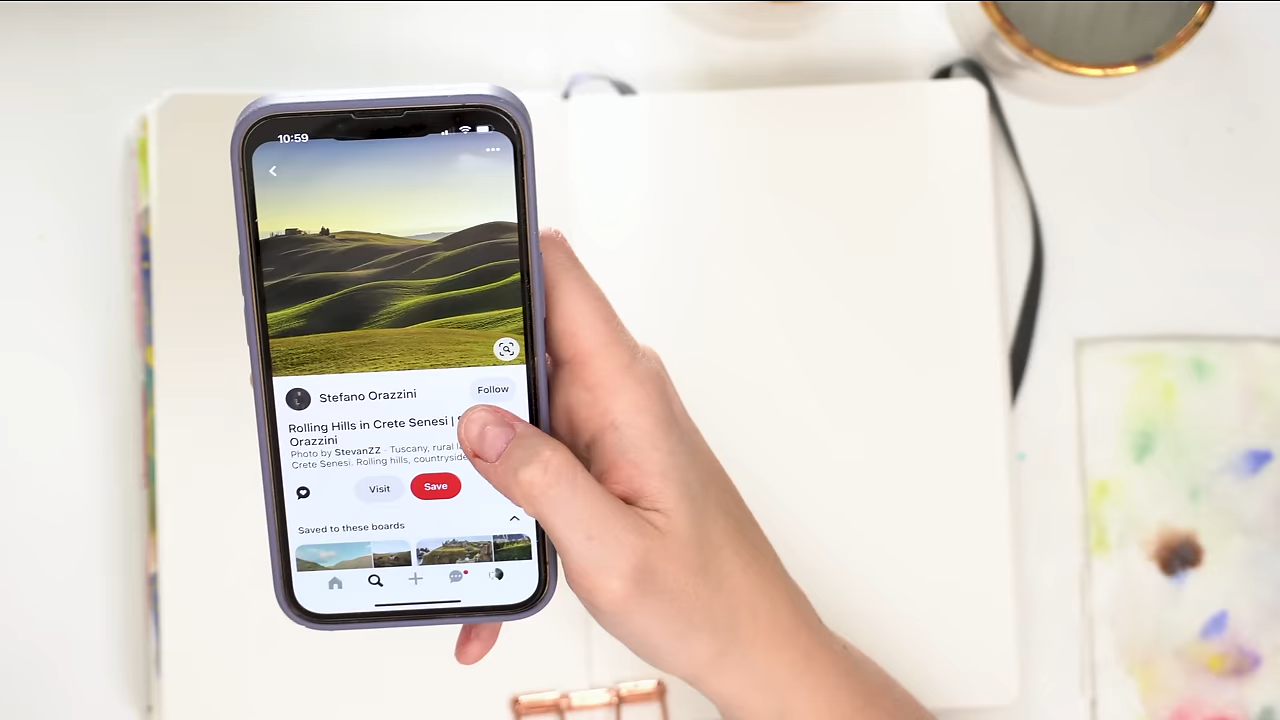 10:59
Stefano Orazzini
Follow
Rolling Hills in Crete Senesi |
Orazzini
Photo by StevanZZ · Tuscany, rural
Crete Senesi. Rolling hills, countryside
Visit
Save
Saved to these boards